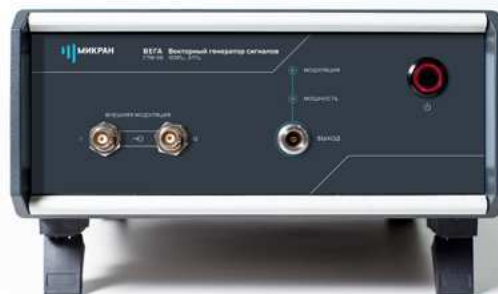 МИКРАН
ВЕГА Векторный генератор сигналов
МОДУЛЯЦИЯ
МОЩНОСТЬ
ВНЕШНЯЯ МОДУЛЯЦИЯ
ВЫХОД